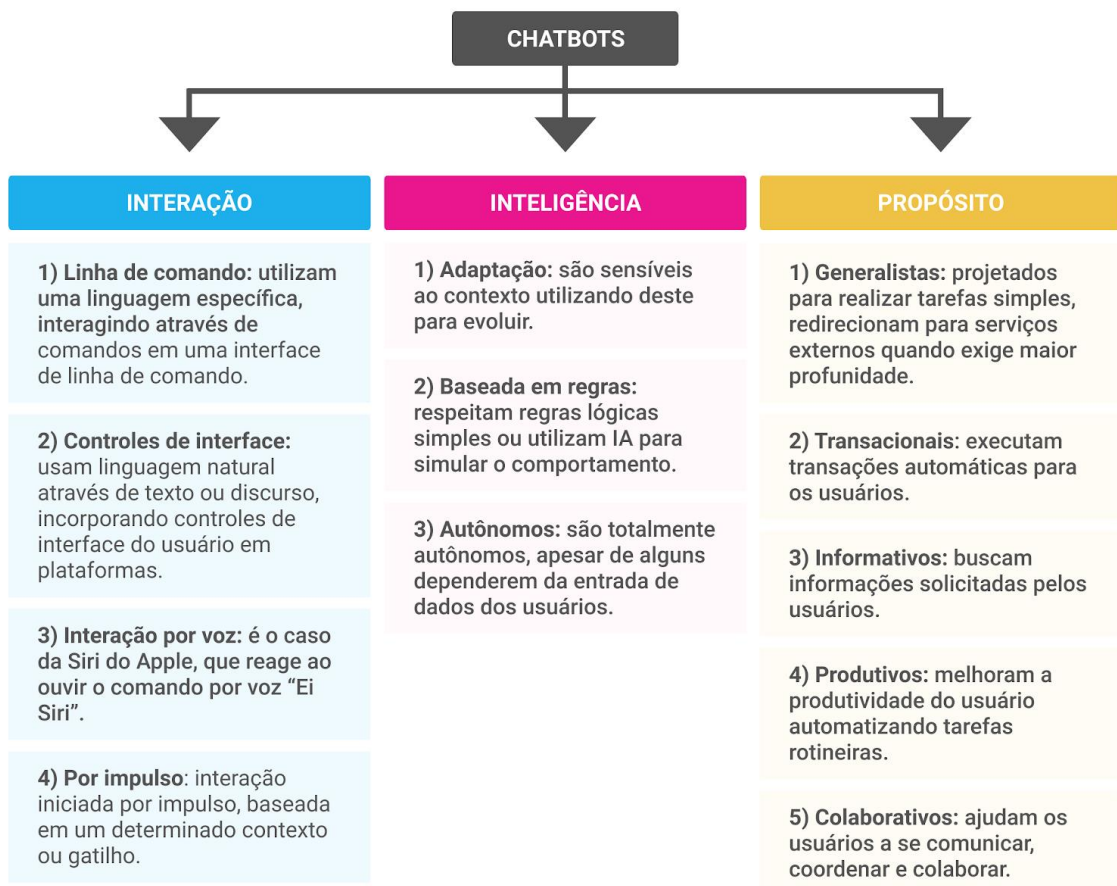 CHATBOTS
INTERAÇÃO
1) Linha de comando: utilizam
uma linguagem específica,
interagindo através de
comandos em uma interface
de linha de comando.
2) Controles de interface:
usam linguagem natural
através de texto ou discurso,
incorporando controles de
interface do usuário em
plataformas.
3) Interação por voz: é o caso
da Siri do Apple, que reage ao
ouvir o comando por voz “Ei
Siri”.
4) Por impulso: interação
iniciada por impulso, baseada
em um determinado contexto
ou gatilho.
INTELIGÊNCIA
1) Adaptação: são sensíveis
ao contexto utilizando deste
para evoluir.
2) Baseada em regras:
respeitam regras lógicas
simples ou utilizam IA para
simular o comportamento.
3) Autônomos: são totalmente
autônomos, apesar de alguns
dependerem da entrada de
dados dos usuários.
PROPÓSITO
1) Generalistas: projetados
para realizar tarefas simples,
redirecionam para serviços
externos quando exige maior
profunidade.
2) Transacionais: executam
transações automáticas para
os usuários.
3) Informativos: buscam
informações solicitadas pelos
usuários.
4) Produtivos: melhoram a
produtividade do usuário
automatizando tarefas
rotineiras.
5) Colaborativos: ajudam os
usuários a se comunicar,
coordenar e colaborar.